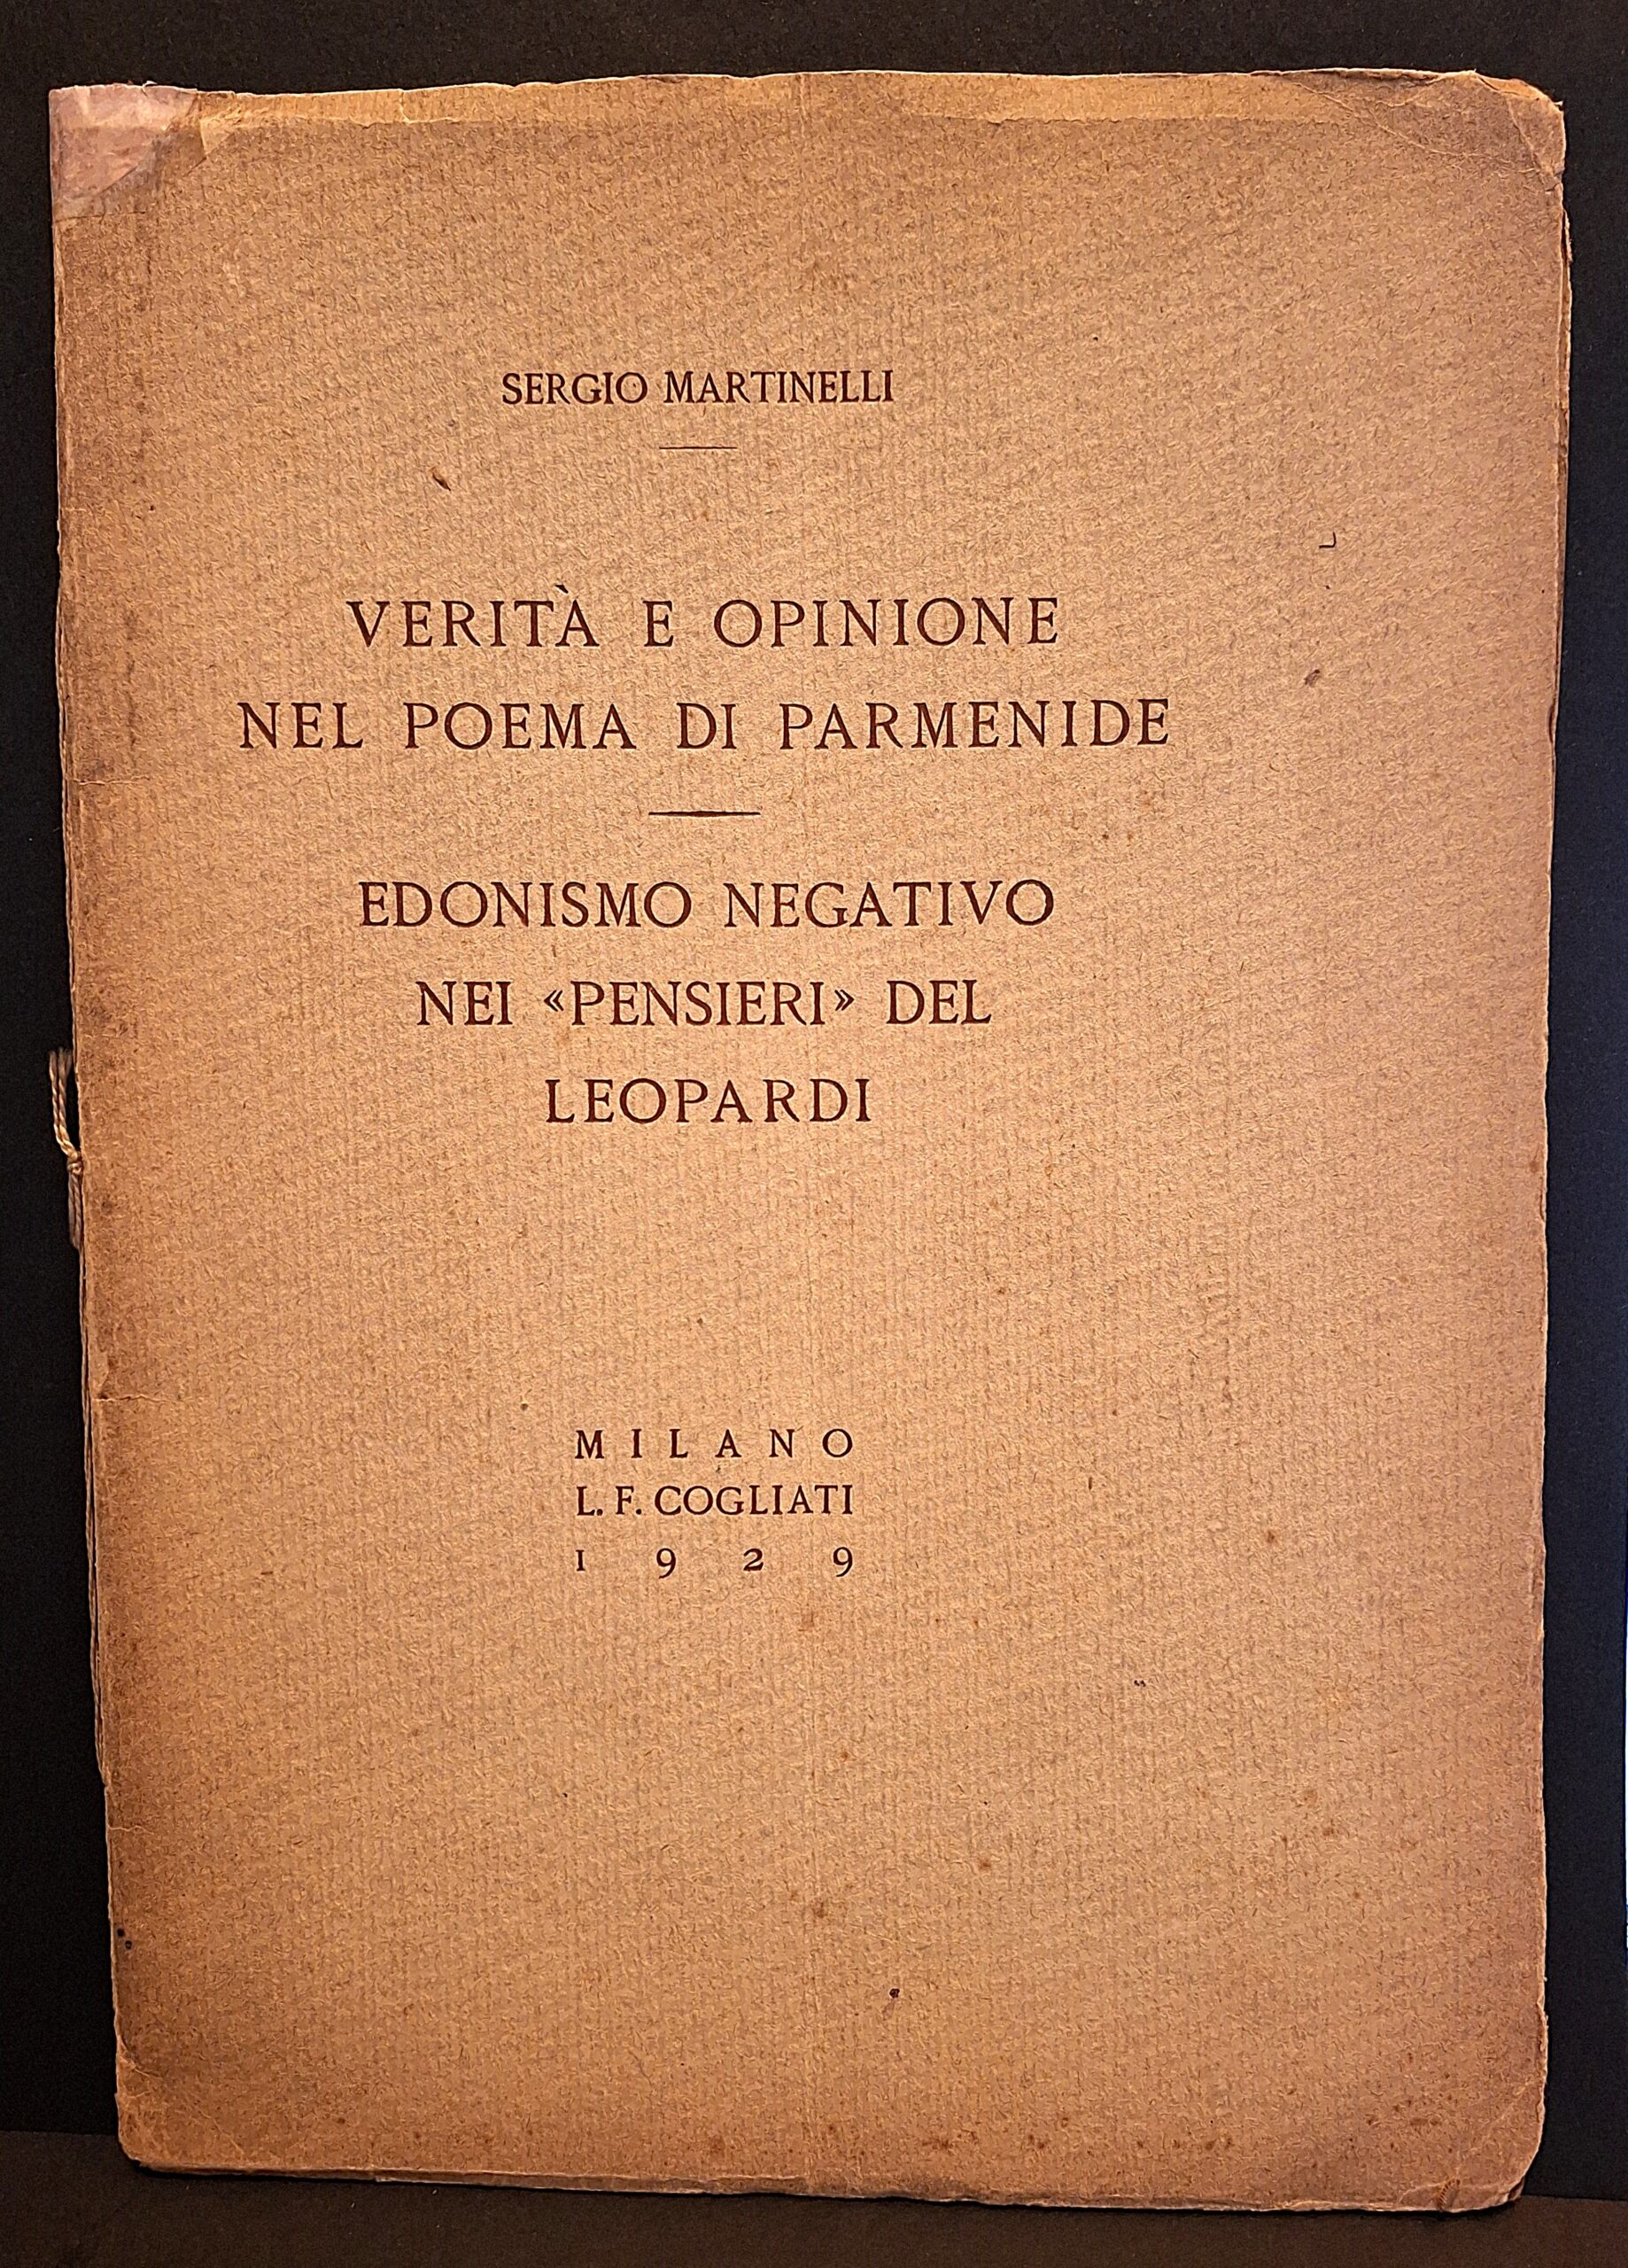 SERGIO MARTINELLI
VERITÀ E OPINIONE
NEL POEMA DI PARMENIDE
EDONISMO NEGATIVO
NEI «PENSIERI» DEL
LEOPARDI
MILANO
L. F. COGLIATI
1929